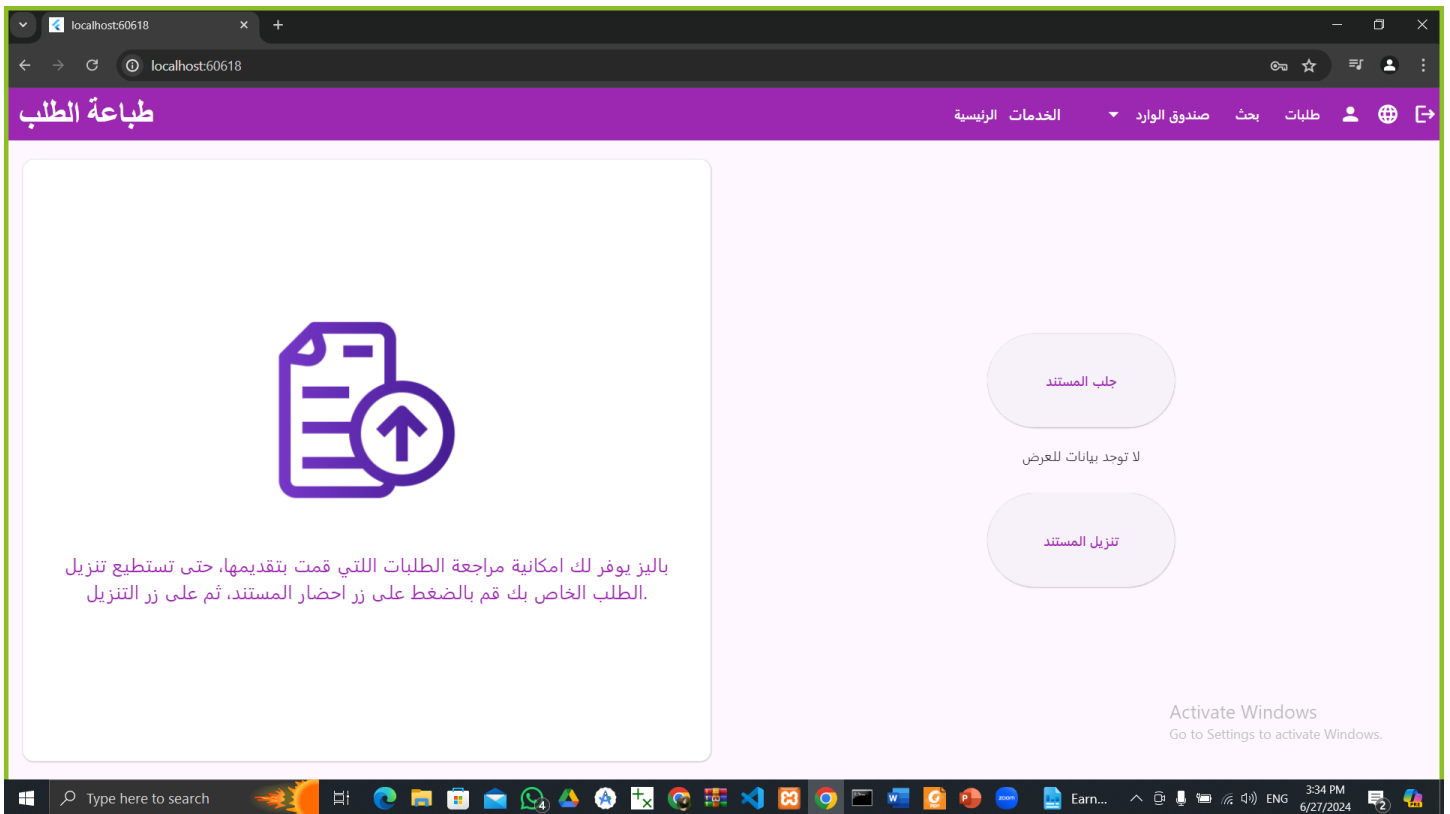 localhost:60618
localhost:60618
طباعة الطلب
الرئيسية
الخدمات
صندوق الوارد
بحث
طلبات
جلب المستند
لا توجد بيانات للعرض
تنزيل المستند
باليز يوفر لك امكانية مراجعة الطلبات اللتي قمت بتقديمها، حتى تستطيع تنزيل
.الطلب الخاص بك قم بالضغط على زر احضار المستند، ثم على زر التنزيل
Activate Windows
Go to Settings to activate Windows.
Type here to search
4
zoom
Earn...
ENG
3:34 PM
6/27/2024
2